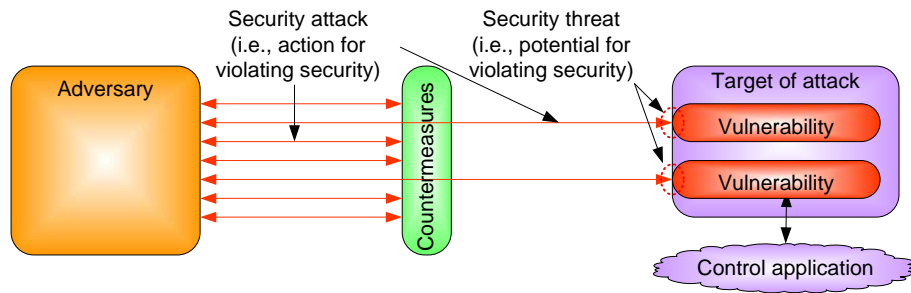 Security attack
(i.e., action for
violating security)
Security threat
(i.e., potential for
violating security)
Adversary
Countermeasures
Target of attack
Vulnerability
Vulnerability
Control application